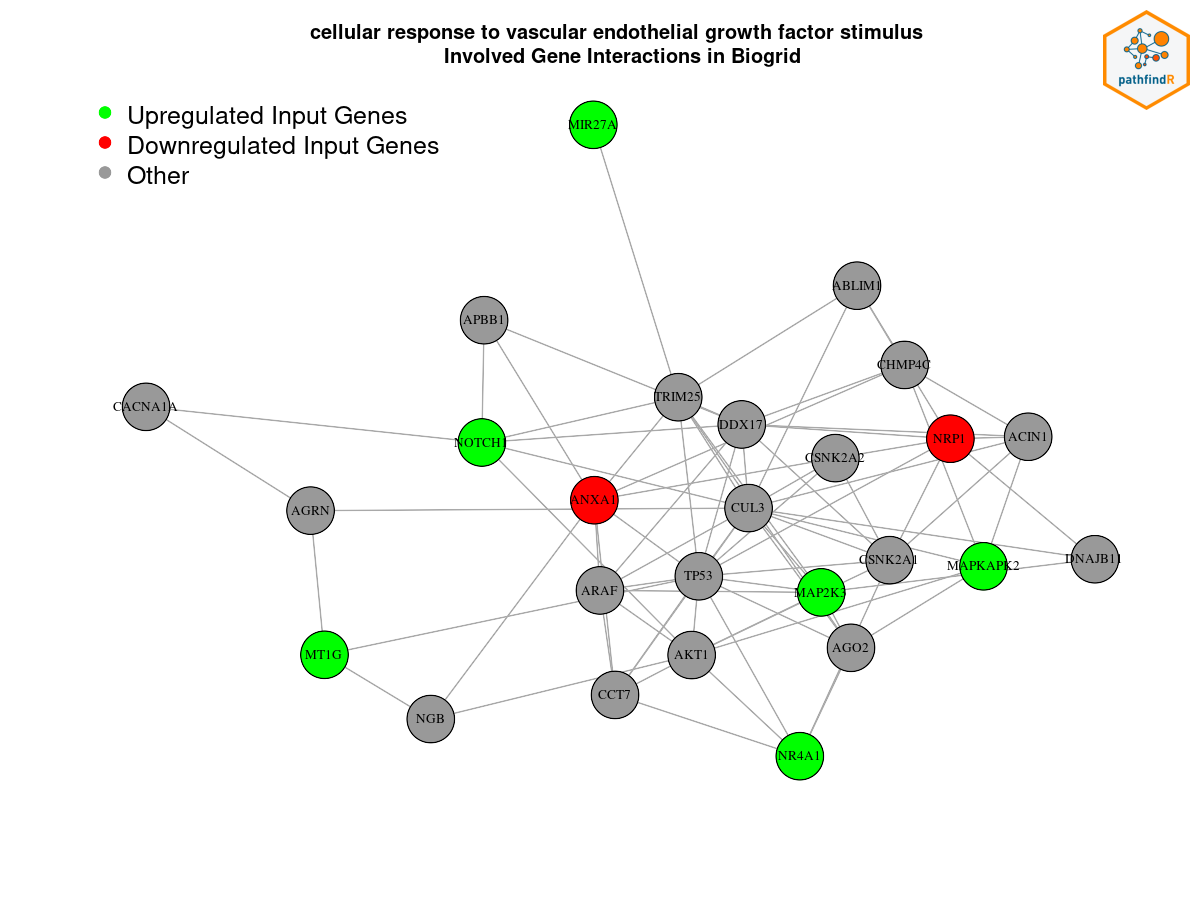 cellular response to vascular endothelial growth factor stimulus
Involved Gene Interactions in Biogrid
pathfindR
Upregulated Input Genes
Downregulated Input Genes
Other
MIR27A
ABLIM1
APBB1
CHMP4C
TRIM25
CACNA1A
DDX17
NOTCH1
NRP1
ACIN1
CSNK2A2
ANXA1
AGRN
CUL3
CSNK2A1
MAPKAPK2
DNAJB11
TP53
ARAF
MAP2K3
MT1G
AKT1
AGO2
CCT7
NGB
NR4A1